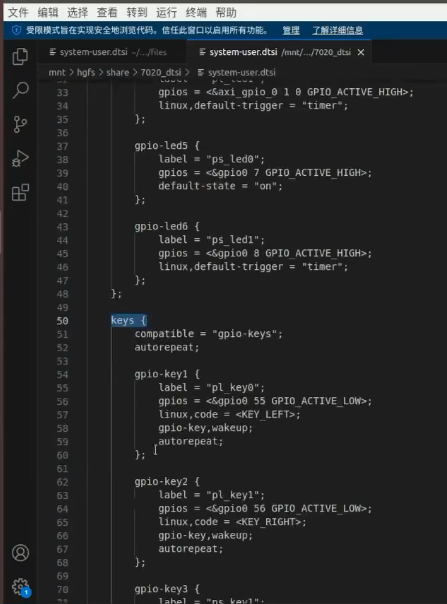 文件 编辑 选择 查看 转到 运行 终端 帮助
受限模式旨在实现安全地浏览代码。信任此窗口以启用所有功能。 管理 了解详细信息
system-user.dtsi ~/.../files system-user.dtsi /mnt/.../7020_dtsi
mnt > hgfs > share > 7020_dtsi > system-user.dtsi
33 gpios = <&axi_gpio_0 1 0 GPIO_ACTIVE_HIGH>;
34 linux,default-trigger = "timer";
35 };
36
37 gpio-led5 {
38 label = "ps_led0";
39 gpios = <&gpio0 7 GPIO_ACTIVE_HIGH>;
40 default-state = "on";
41 };
42
43 gpio-led6 {
44 label = "ps_led1";
45 gpios = <&gpio0 8 GPIO_ACTIVE_HIGH>;
46 linux,default-trigger = "timer";
47 };
48 };
49
50 keys {
51 compatible = "gpio-keys";
52 autorepeat;
53
54 gpio-key1 {
55 label = "pl_key0";
56 gpios = <&gpio0 55 GPIO_ACTIVE_LOW>;
57 linux,code = <KEY_LEFT>;
58 gpio-key,wakeup;
59 autorepeat;
60 };
61
62 gpio-key2 {
63 label = "pl_key1";
64 gpios = <&gpio0 56 GPIO_ACTIVE_LOW>;
65 linux,code = <KEY_RIGHT>;
66 gpio-key,wakeup;
67 autorepeat;
68 };
69
70 gpio-key3 {
71 label = "ps_key1";
1